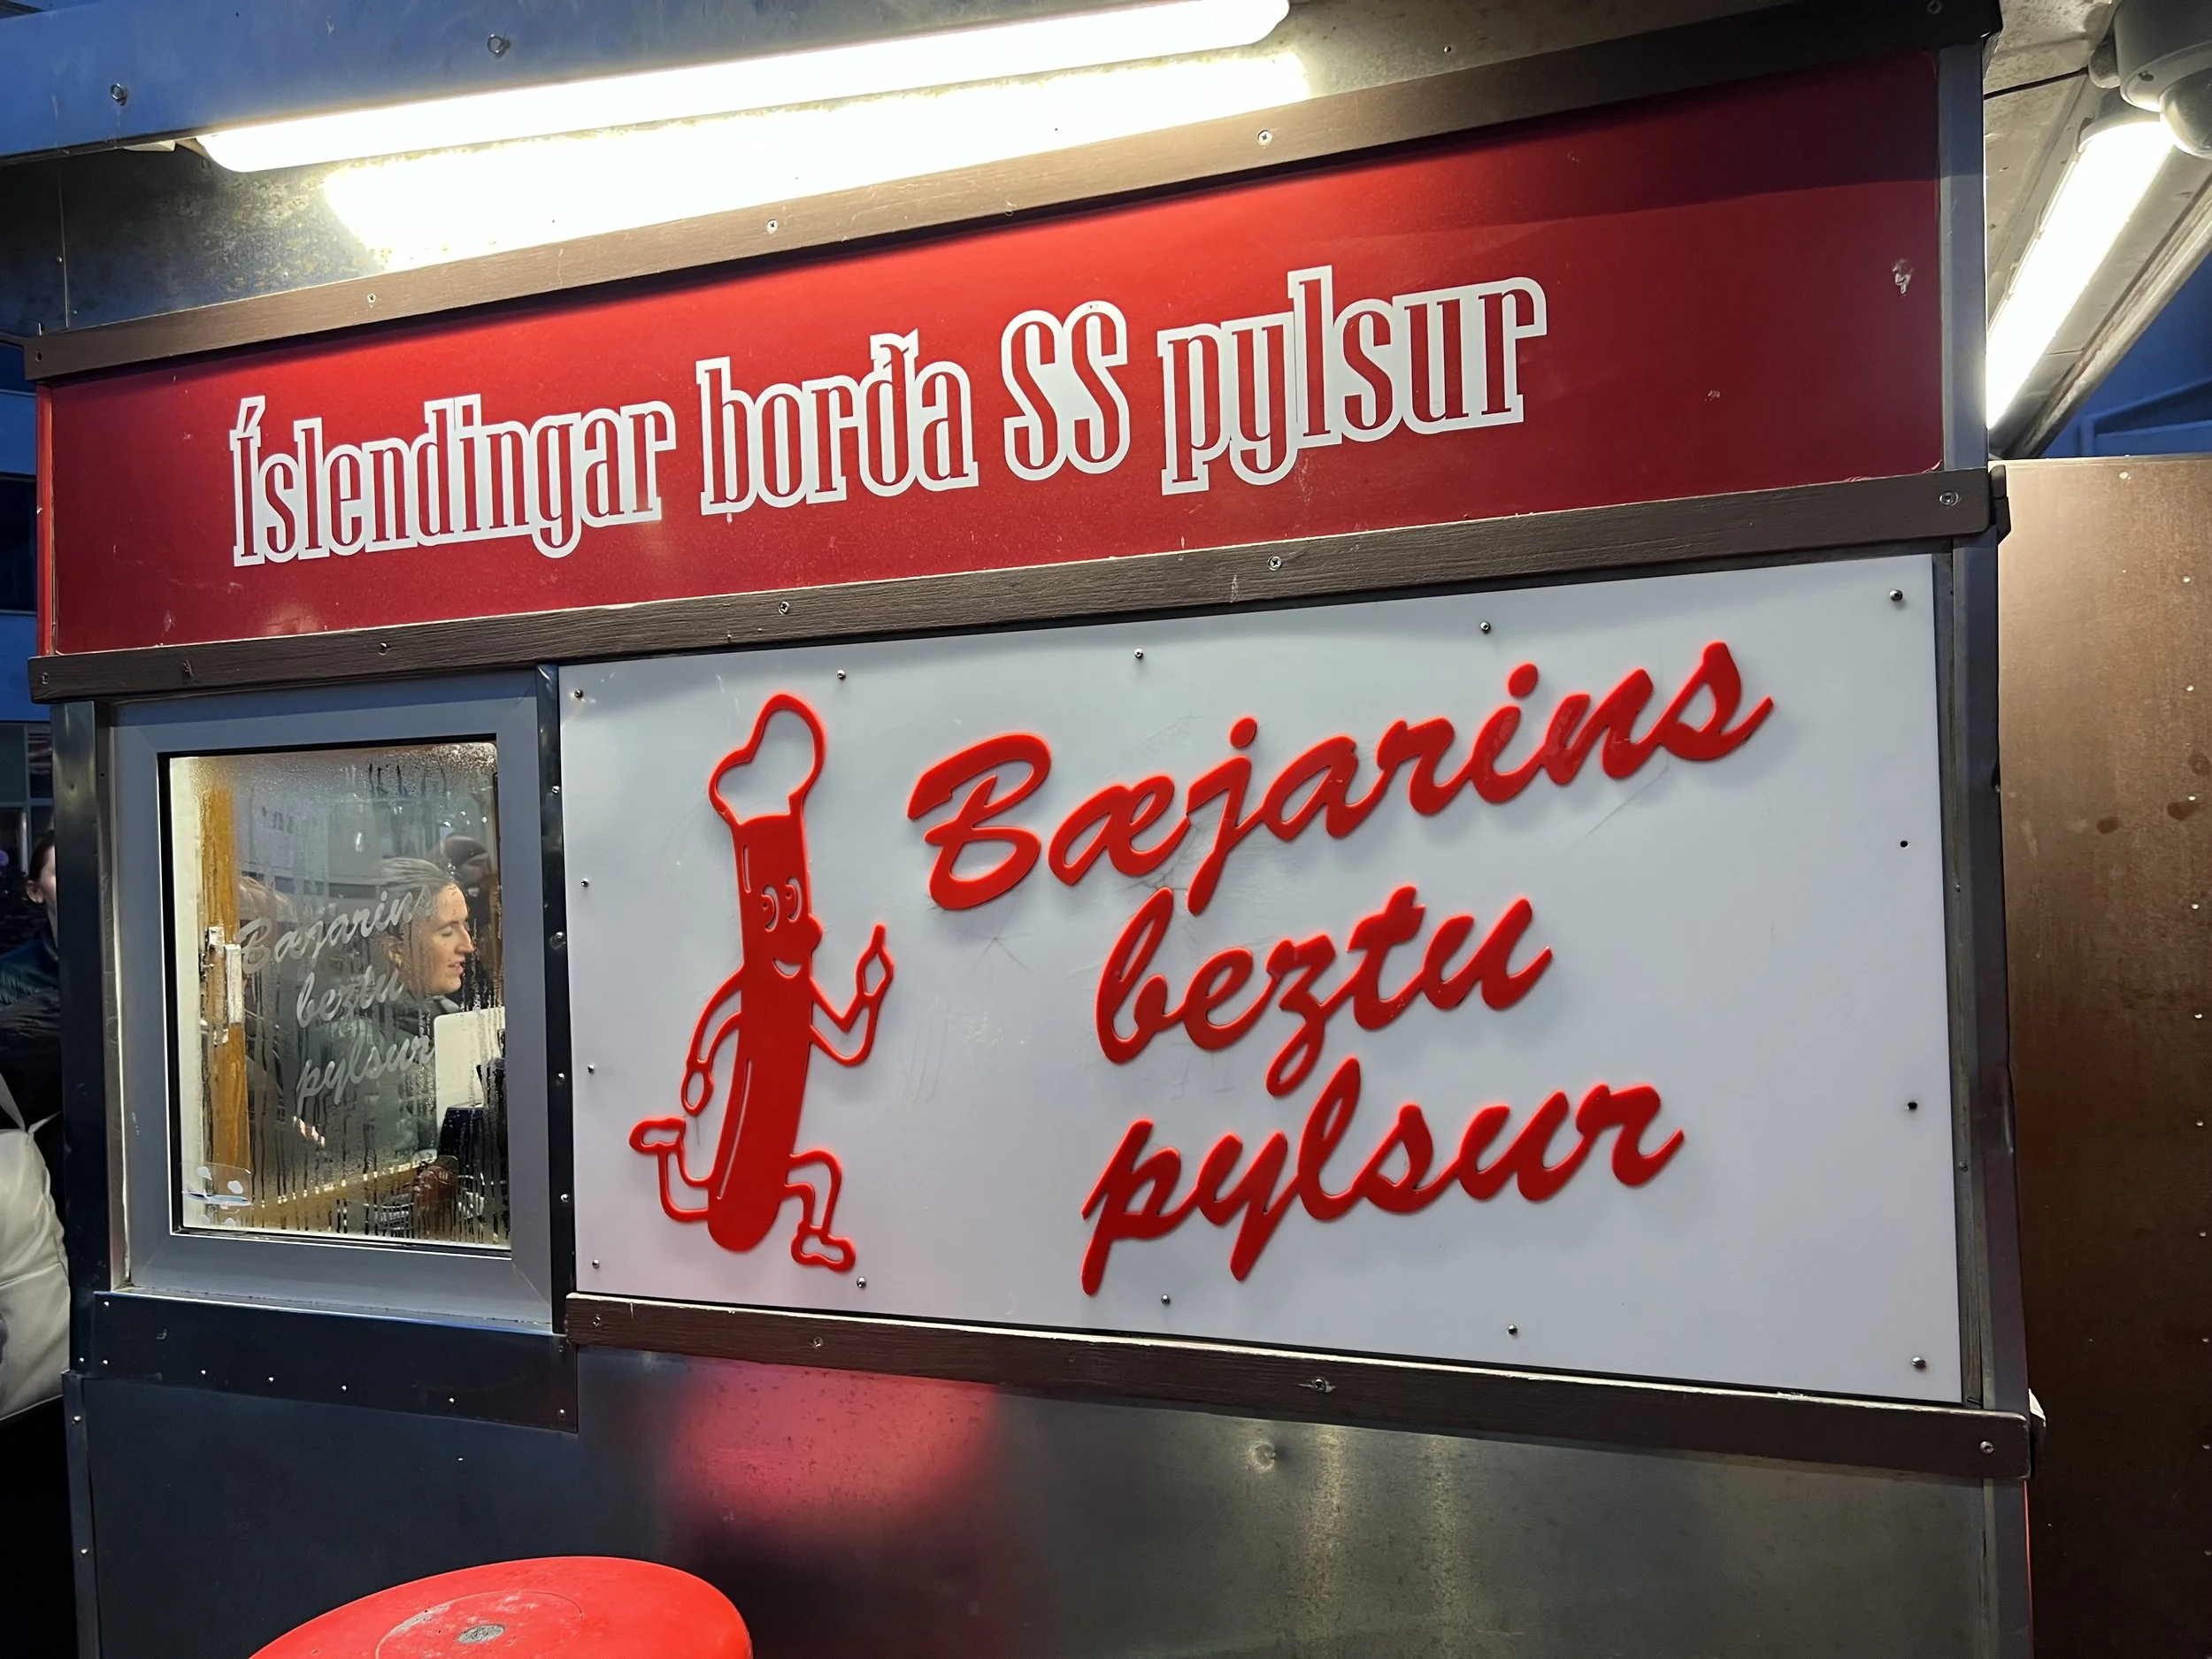 Íslendingar borða SS pylsur
Bæjarins
beztu
pylsur
Bæjarins
beztu
pylsur